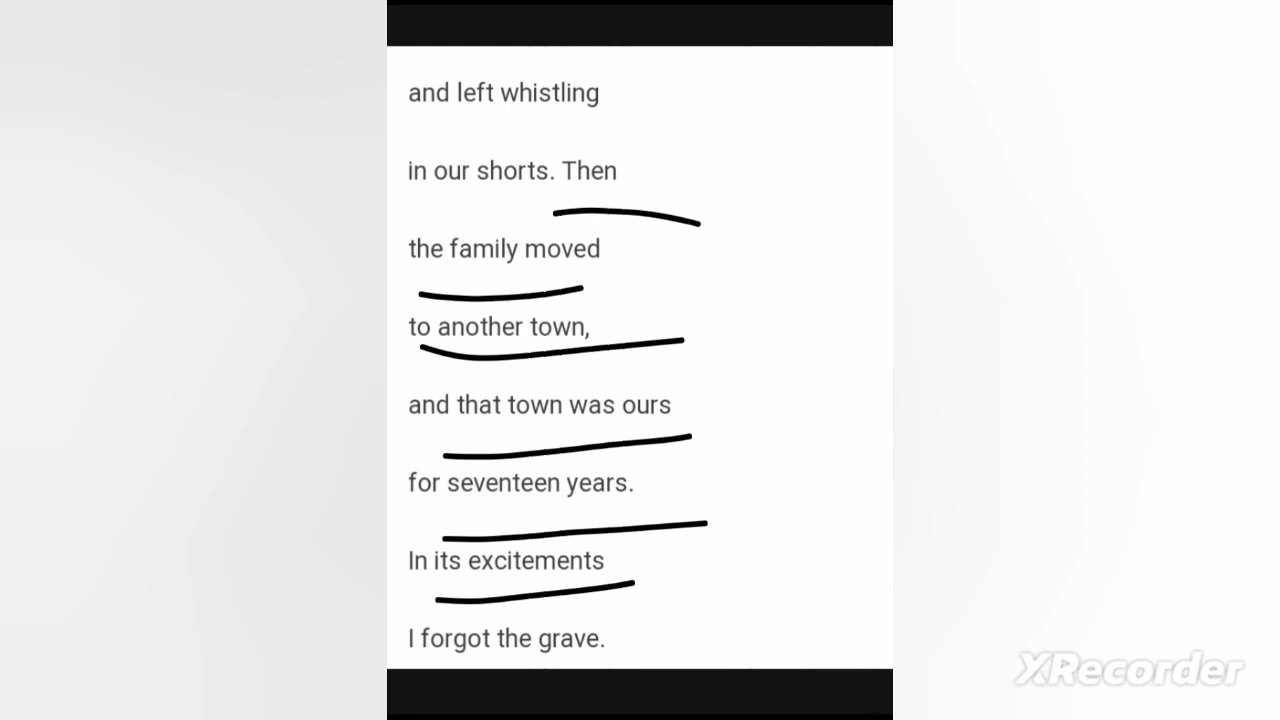 and left whistling
in our shorts. Then
the family moved
to another town,
and that town was ours
for seventeen years.
In its excitements
I forgot the grave.
XRecorder